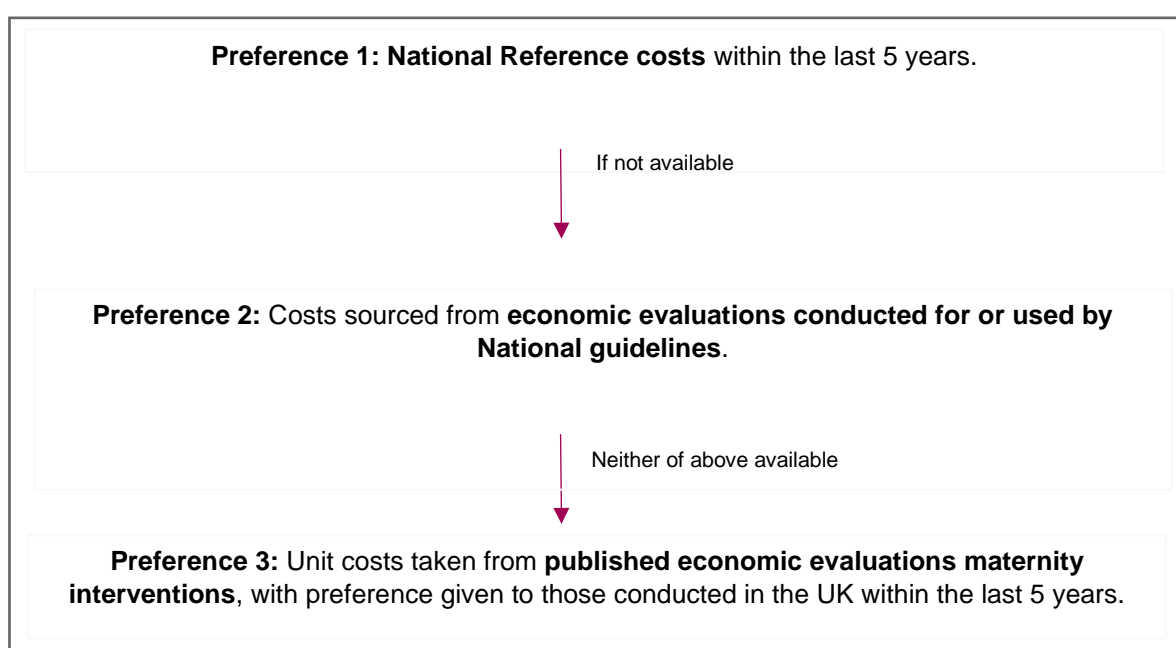 Preference 1: National Reference costs within the last 5 years.
If not available
Preference 2: Costs sourced from economic evaluations conducted for or used by
National guidelines.
Neither of above available
Preference 3: Unit costs taken from published economic evaluations maternity
interventions, with preference given to those conducted in the UK within the last 5 years.